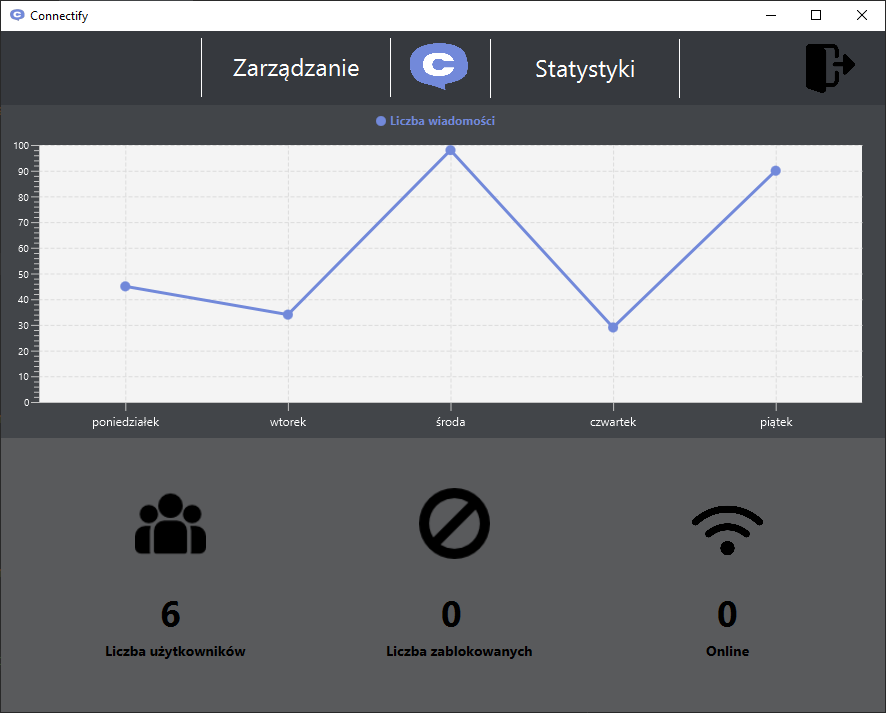 Connectify
Zarządzanie
C
Statystyki
Liczba wiadomości
100
90
80
70
60
50
40
30
20
10
0
poniedziałek wtorek środa czwartek piątek
6 0 0
Liczba użytkowników Liczba zablokowanych Online